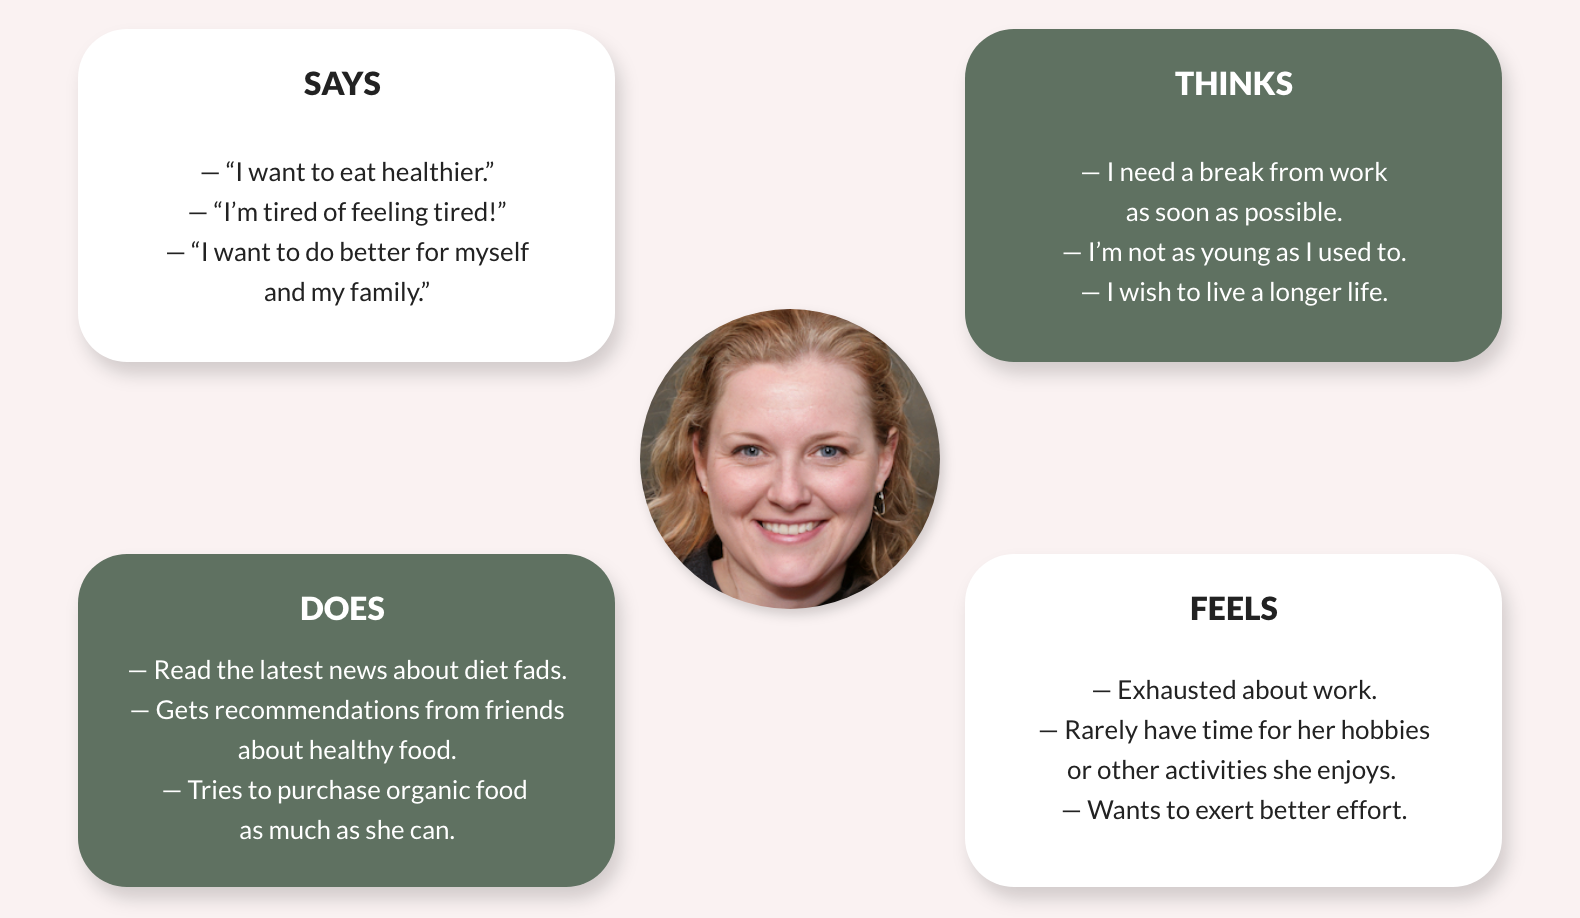 SAYS
— “I want to eat healthier.”
— “I’m tired of feeling tired!”
— “I want to do better for myself
and my family.”
THINKS
— I need a break from work
as soon as possible.
— I’m not as young as I used to.
— I wish to live a longer life.
DOES
— Read the latest news about diet fads.
— Gets recommendations from friends
about healthy food.
— Tries to purchase organic food
as much as she can.
FEELS
— Exhausted about work.
— Rarely have time for her hobbies
or other activities she enjoys.
— Wants to exert better effort.